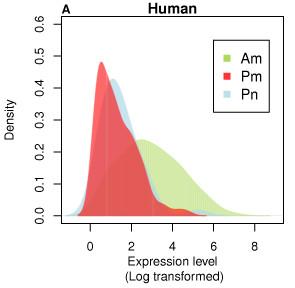 A
Human
0.6
0.5
0.4
0.3
0.2
0.1
0.0
Density
Am
Pm
Pn
0 2 4 6 8
Expression level
(Log transformed)